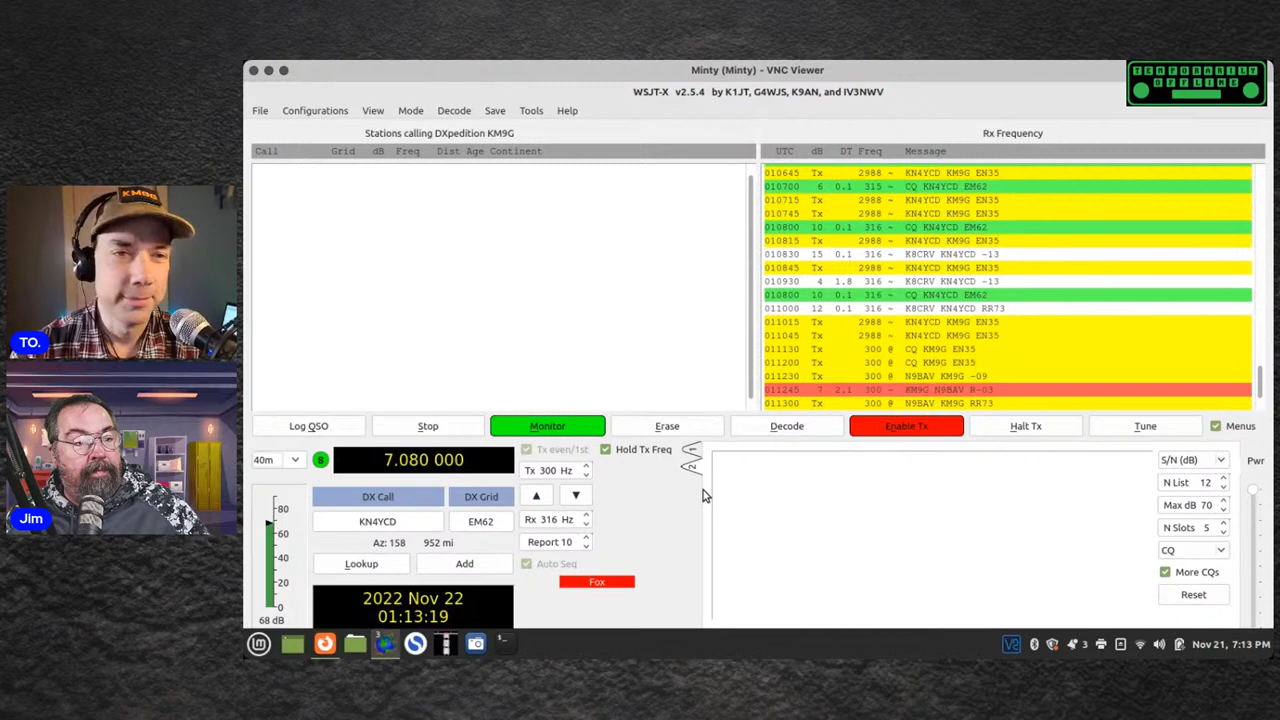 Minty (Minty) - VNC Viewer
TEMPORARILY
OFFLINE
WSJT-X v2.5.4 by K1JT, G4WJS, K9AN, and IV3NWV
File Configurations View Mode Decode Save Tools Help
Stations calling DXpedition KM9G
Rx Frequency
Call Grid dB Freq Dist Age Continent
UTC dB DT Freq Message
010645 Tx 2988 ~ KN4YCD KM9G EN35
010700 6 0.1 315 ~ CQ KN4YCD EM62
010715 Tx 2988 ~ KN4YCD KM9G EN35
010745 Tx 2988 ~ KN4YCD KM9G EN35
010800 10 0.1 316 ~ CQ KN4YCD EM62
010815 Tx 2988 ~ KN4YCD KM9G EN35
010830 15 0.1 316 ~ K8CRV KN4YCD -13
010845 Tx 2988 ~ KN4YCD KM9G EN35
010930 4 1.8 316 ~ K8CRV KN4YCD -13
010800 10 0.1 316 ~ CQ KN4YCD EM62
011000 12 0.1 316 ~ K8CRV KN4YCD RR73
011015 Tx 2988 ~ KN4YCD KM9G EN35
011045 Tx 2988 ~ KN4YCD KM9G EN35
011130 Tx 300 @ CQ KM9G EN35
011200 Tx 300 @ CQ KM9G EN35
011230 Tx 300 @ N9BAV KM9G -09
011245 7 2.1 300 ~ KM9G N9BAV R-03
011300 Tx 300 @ N9BAV KM9G RR73
KM9G
TO.
Jim
Log QSO Stop Monitor Erase Decode Enable Tx Halt Tx Tune Menus
40m S 7.080 000 Tx even/1st Hold Tx Freq 1 2
Tx 300 Hz
S/N (dB) Pwr
DX Call DX Grid
N List 12
KN4YCD EM62 Rx 316 Hz
Max dB 70
Az: 158 952 mi Report 10
N Slots 5
Lookup Add Auto Seq
CQ
Fox
More CQs
Reset
80
60
40
20
0
68 dB
2022 Nov 22
01:13:19
3
V2 3 Nov 21, 7:13 PM